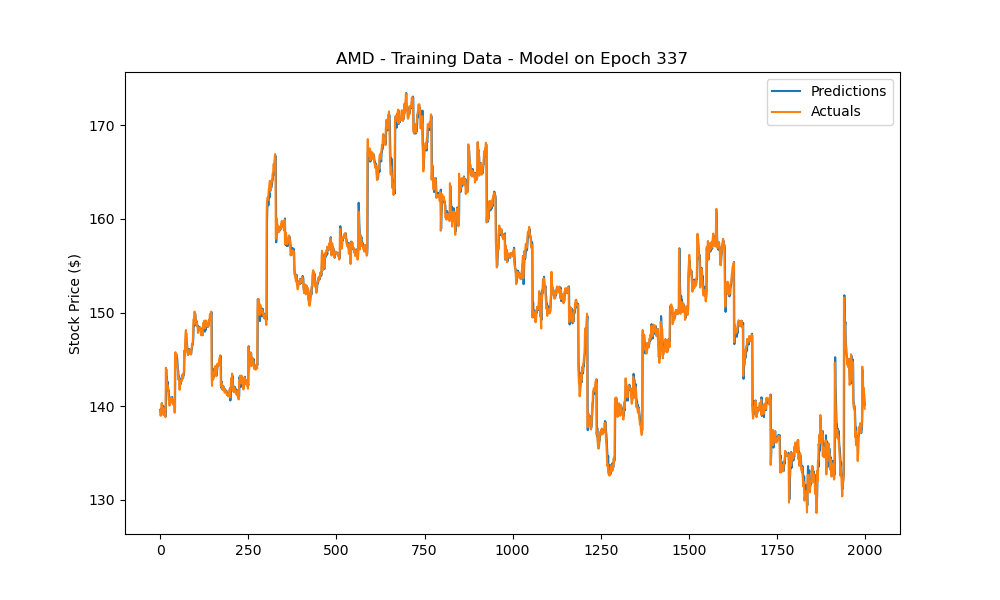 AMD - Training Data - Model on Epoch 337
Predictions
Actuals
Stock Price ($)
170
160
150
140
130
0 250 500 750 1000 1250 1500 1750 2000